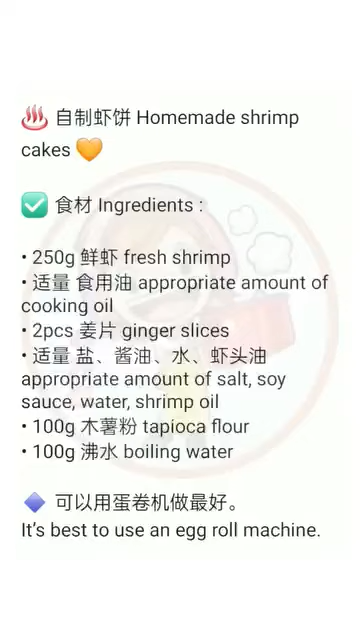 ♨️ 自制虾饼 Homemade shrimp
cakes 🧡
✅ 食材 Ingredients :
• 250g 鲜虾 fresh shrimp
• 适量 食用油 appropriate amount of
cooking oil
• 2pcs 姜片 ginger slices
• 适量 盐、酱油、水、虾头油
appropriate amount of salt, soy
sauce, water, shrimp oil
• 100g 木薯粉 tapioca flour
• 100g 沸水 boiling water
🔷 可以用蛋卷机做最好。
It’s best to use an egg roll machine.